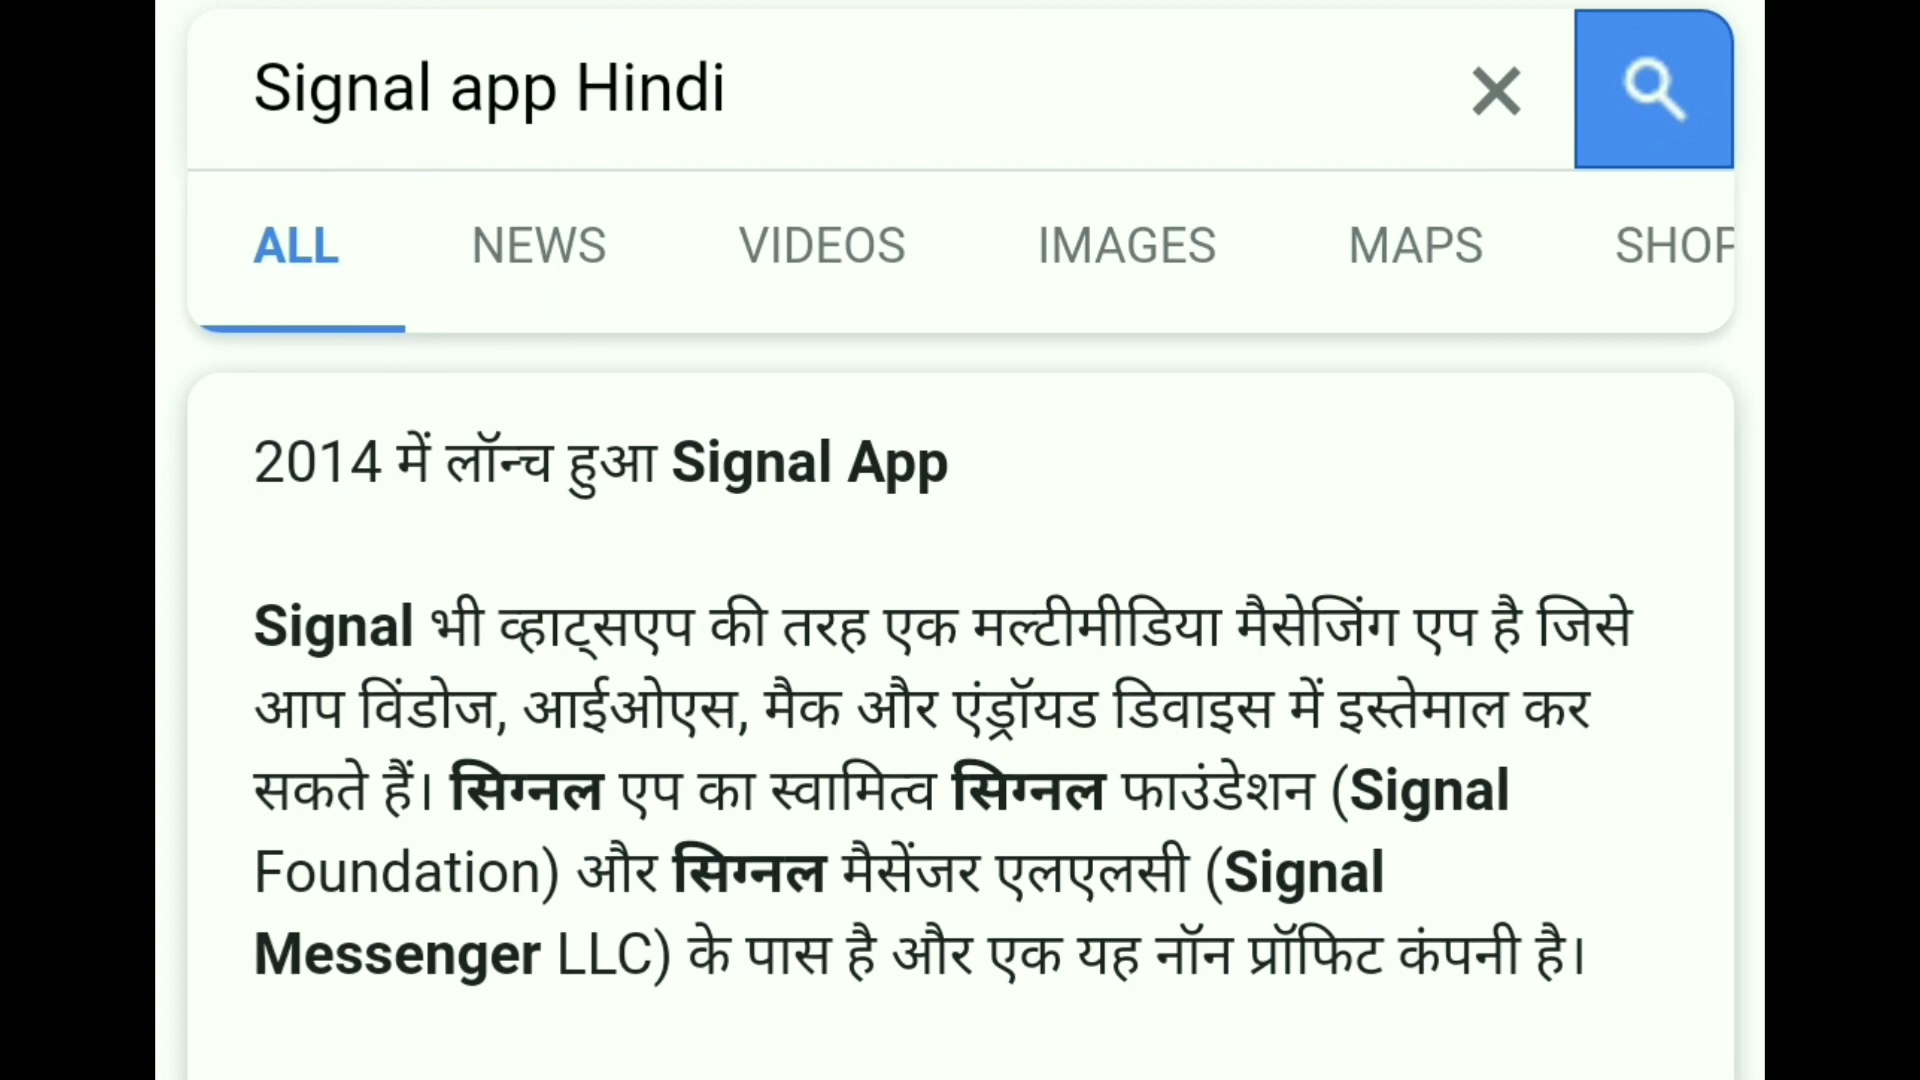 Signal app Hindi
ALL NEWS VIDEOS IMAGES MAPS SHOP
2014 में लॉन्च हुआ Signal App
Signal भी व्हाट्सएप की तरह एक मल्टीमीडिया मैसेजिंग एप है जिसे
आप विंडोज, आईओएस, मैक और एंड्रॉयड डिवाइस में इस्तेमाल कर
सकते हैं। सिग्नल एप का स्वामित्व सिग्नल फाउंडेशन (Signal
Foundation) और सिग्नल मैसेंजर एलएलसी (Signal
Messenger LLC) के पास है और एक यह नॉन प्रॉफिट कंपनी है।